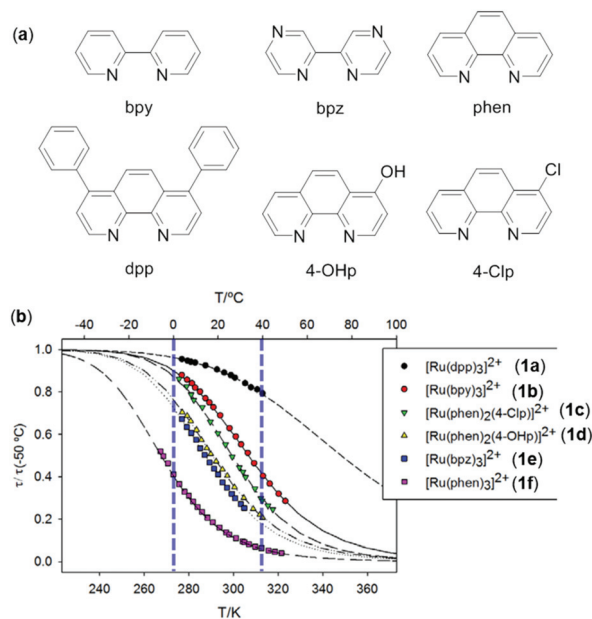 (a)
N N
bpy
N N
N N
bpz
N N
phen
N N
dpp
OH
N N
4-OHp
Cl
N N
4-Clp
(b)
T/ºC
-40 -20 0 20 40 60 80 100
1.0
0.8
0.6
0.4
0.2
0.0
τ/ τ(-50 ºC)
[Ru(dpp)3]2+ (1a)
[Ru(bpy)3]2+ (1b)
[Ru(phen)2(4-Clp)]2+ (1c)
[Ru(phen)2(4-OHp)]2+ (1d)
[Ru(bpz)3]2+ (1e)
[Ru(phen)3]2+ (1f)
240 260 280 300 320 340 360
T/K